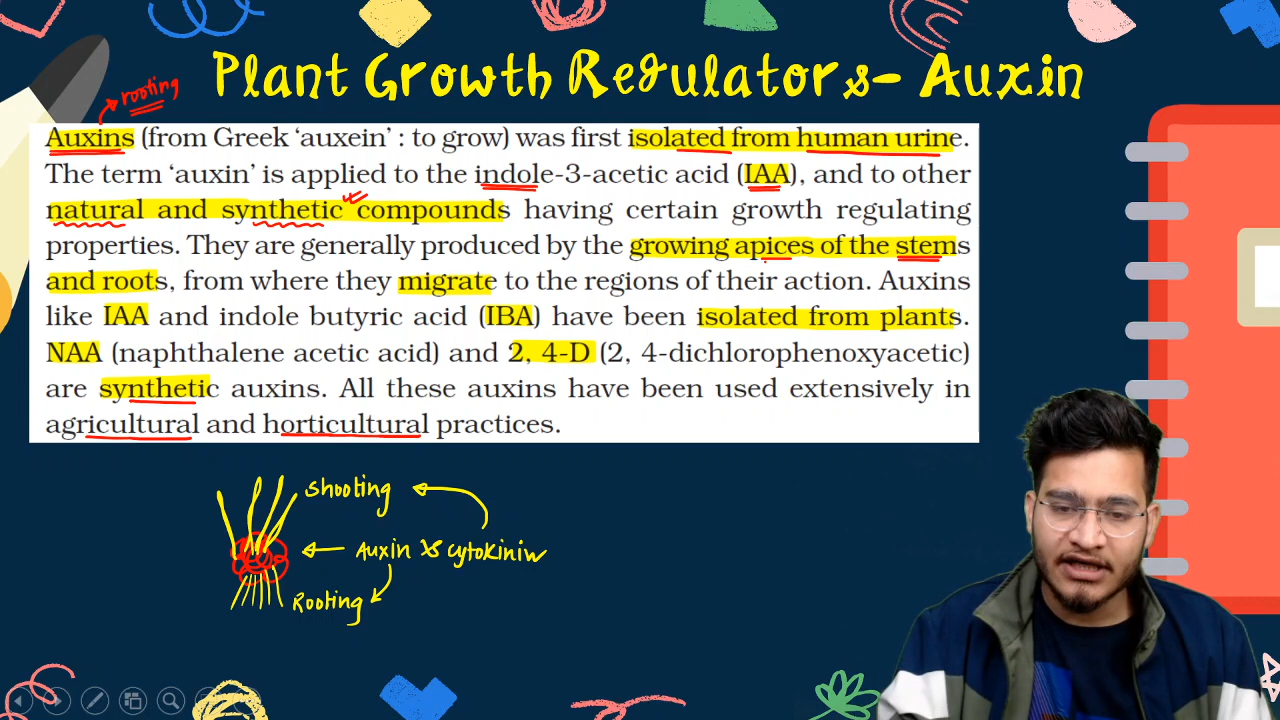 Plant Growth Regulators- Auxin
rooting
Auxins (from Greek ‘auxein’ : to grow) was first isolated from human urine.
The term ‘auxin’ is applied to the indole-3-acetic acid (IAA), and to other
natural and synthetic compounds having certain growth regulating
properties. They are generally produced by the growing apices of the stems
and roots, from where they migrate to the regions of their action. Auxins
like IAA and indole butyric acid (IBA) have been isolated from plants.
NAA (naphthalene acetic acid) and 2, 4-D (2, 4-dichlorophenoxyacetic)
are synthetic auxins. All these auxins have been used extensively in
agricultural and horticultural practices.
Shooting
Auxin & cytokinin
Rooting